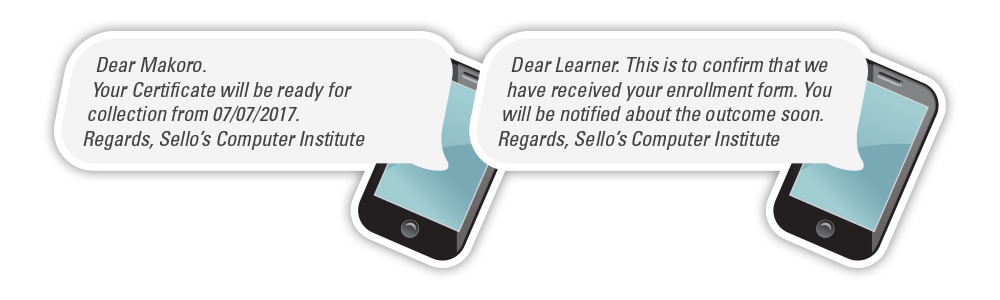 Dear Makoro.
Your Certificate will be ready for
collection from 07/07/2017.
Regards, Sello's Computer Institute
Dear Learner. This is to confirm that we
have received your enrollment form. You
will be notified about the outcome soon.
Regards, Sello's Computer Institute